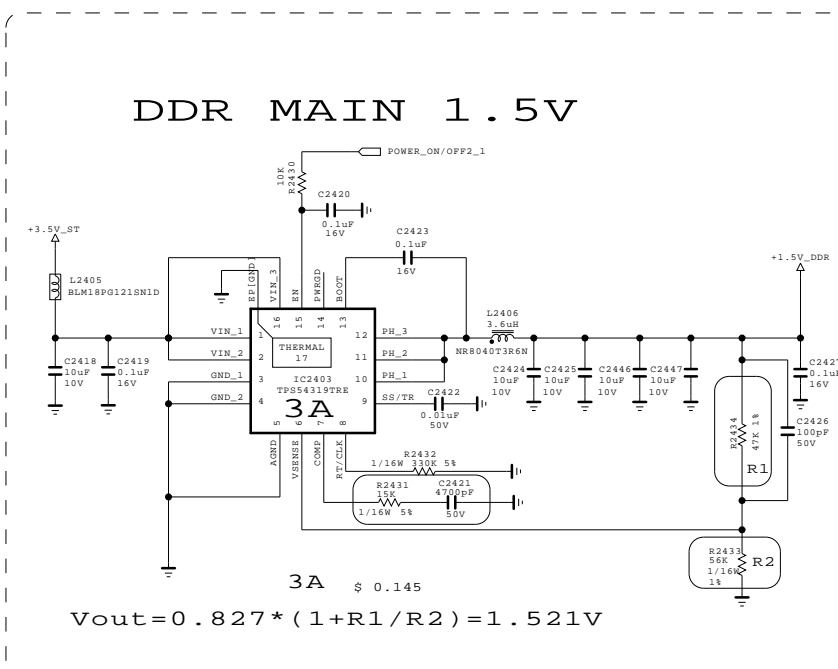 DDR MAIN 1.5V
POWER_ON/OFF2_1
10K
R2430
C2420
0.1uF
16V
C2423
0.1uF
16V
+3.5V_ST
L2405
BLM18PG121SN1D
C2418
10uF
10V
C2419
0.1uF
16V
EP[GND]
VIN_3
EN
PWRGD
BOOT
16
15
14
13
VIN_1
1
VIN_2
2
GND_1
3
GND_2
4
THERMAL
17
IC2403
TPS54319TRE
3A
12
PH_3
11
PH_2
10
PH_1
9
SS/TR
5
6
7
8
AGND
VSENSE
COMP
RT/CLK
C2422
0.01uF
50V
L2406
3.6uH
NR8040T3R6N
C2424
10uF
10V
C2425
10uF
10V
C2446
10uF
10V
C2447
10uF
10V
+1.5V_DDR
C2427
0.1uF
16V
R2434
47K 1%
R1
C2426
100pF
50V
R2432
1/16W 330K 5%
R2431
15K
1/16W 5%
C2421
4700pF
50V
R2433
56K
1/16W
1%
R2
3A
$ 0.145
Vout=0.827*(1+R1/R2)=1.521V